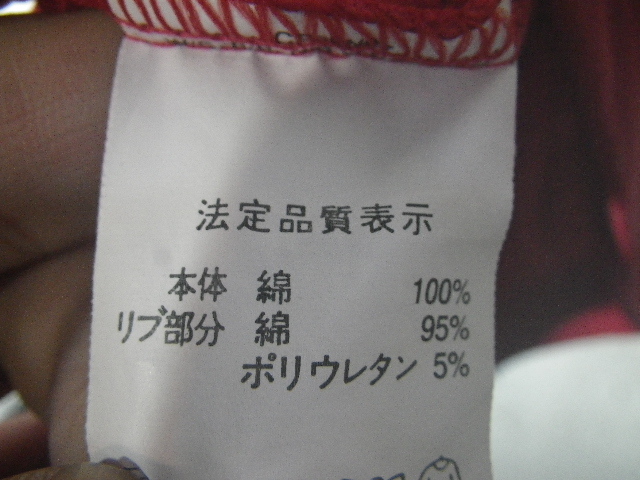 法定品質表示
本体 綿 100%
リブ部分 綿 95%
ポリウレタン 5%